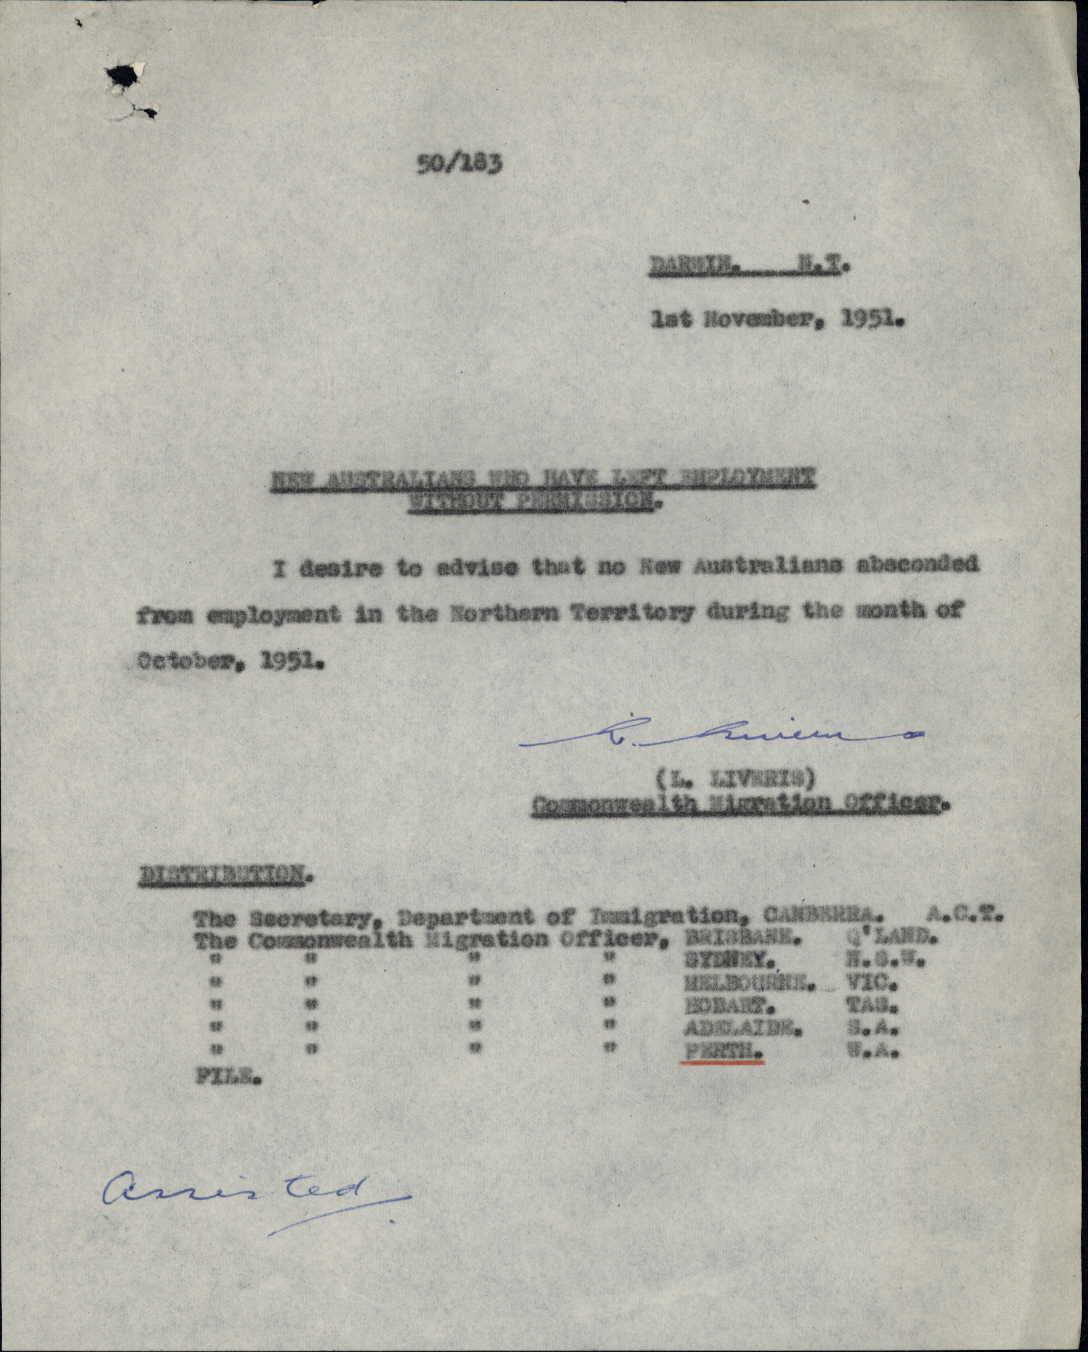 50/183
DARWIN. N.T.
1st November, 1951.
NEW AUSTRALIANS WHO HAVE LEFT EMPLOYMENT
WITHOUT PERMISSION.
I desire to advise that no New Australians absconded
from employment in the Northern Territory during the month of
October, 1951.
(L. LIVERIS)
Commonwealth Migration Officer.
DISTRIBUTION.
The Secretary, Department of Immigration, CANBERRA. A.C.T.
The Commonwealth Migration Officer, BRISBANE. Q'LAND.
" " " " SYDNEY. N.S.W.
" " " " MELBOURNE. VIC.
" " " " HOBART. TAS.
" " " " ADELAIDE. S.A.
" " " " PERTH. W.A.
FILE.
Assisted